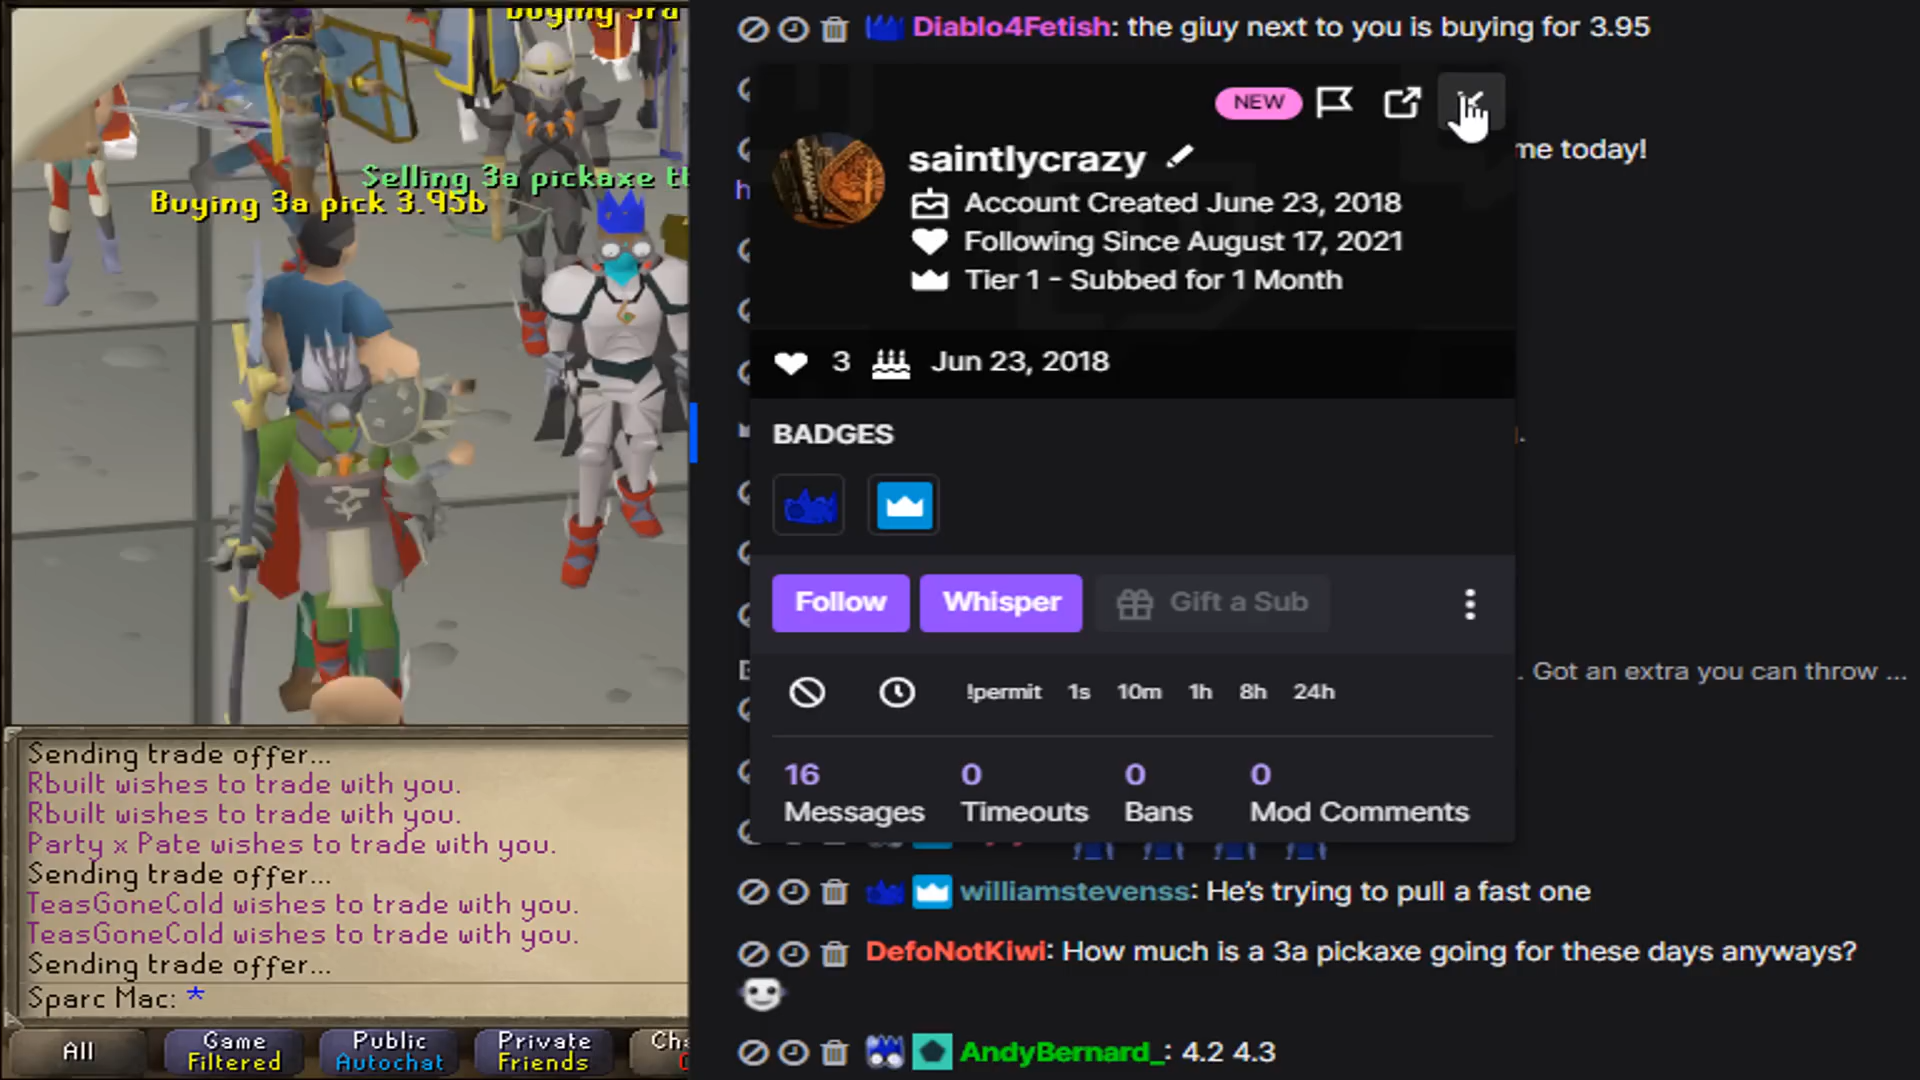 Buying 3rd
Selling 3a pickaxe th
Buying 3a pick 3.95b
Sending trade offer...
Rbuilt wishes to trade with you.
Rbuilt wishes to trade with you.
Party x Pate wishes to trade with you.
Sending trade offer...
TeasGoneCold wishes to trade with you.
TeasGoneCold wishes to trade with you.
Sending trade offer...
Sparc Mac: *
All
Game
Filtered
Public
Autochat
Private
Friends
Diablo4Fetish: the giuy next to you is buying for 3.95
NEW
me today!
h
saintlycrazy
Account Created June 23, 2018
Following Since August 17, 2021
Tier 1 - Subbed for 1 Month
3 Jun 23, 2018
BADGES
Follow Whisper Gift a Sub
. Got an extra you can throw ...
!permit 1s 10m 1h 8h 24h
16 0 0 0
Messages Timeouts Bans Mod Comments
williamstevenss: He's trying to pull a fast one
DefoNotKiwi: How much is a 3a pickaxe going for these days anyways?
AndyBernard_: 4.2 4.3